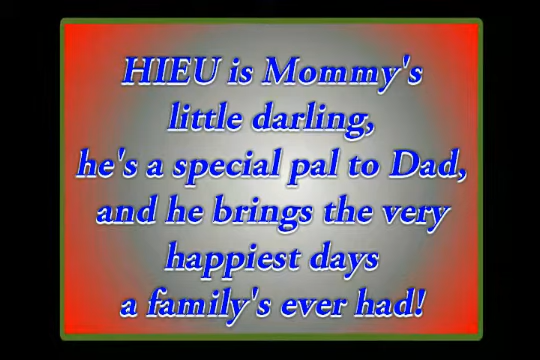 HIEU is Mommy's
little darling,
he's a special pal to Dad,
and he brings the very
happiest days
a family's ever had!